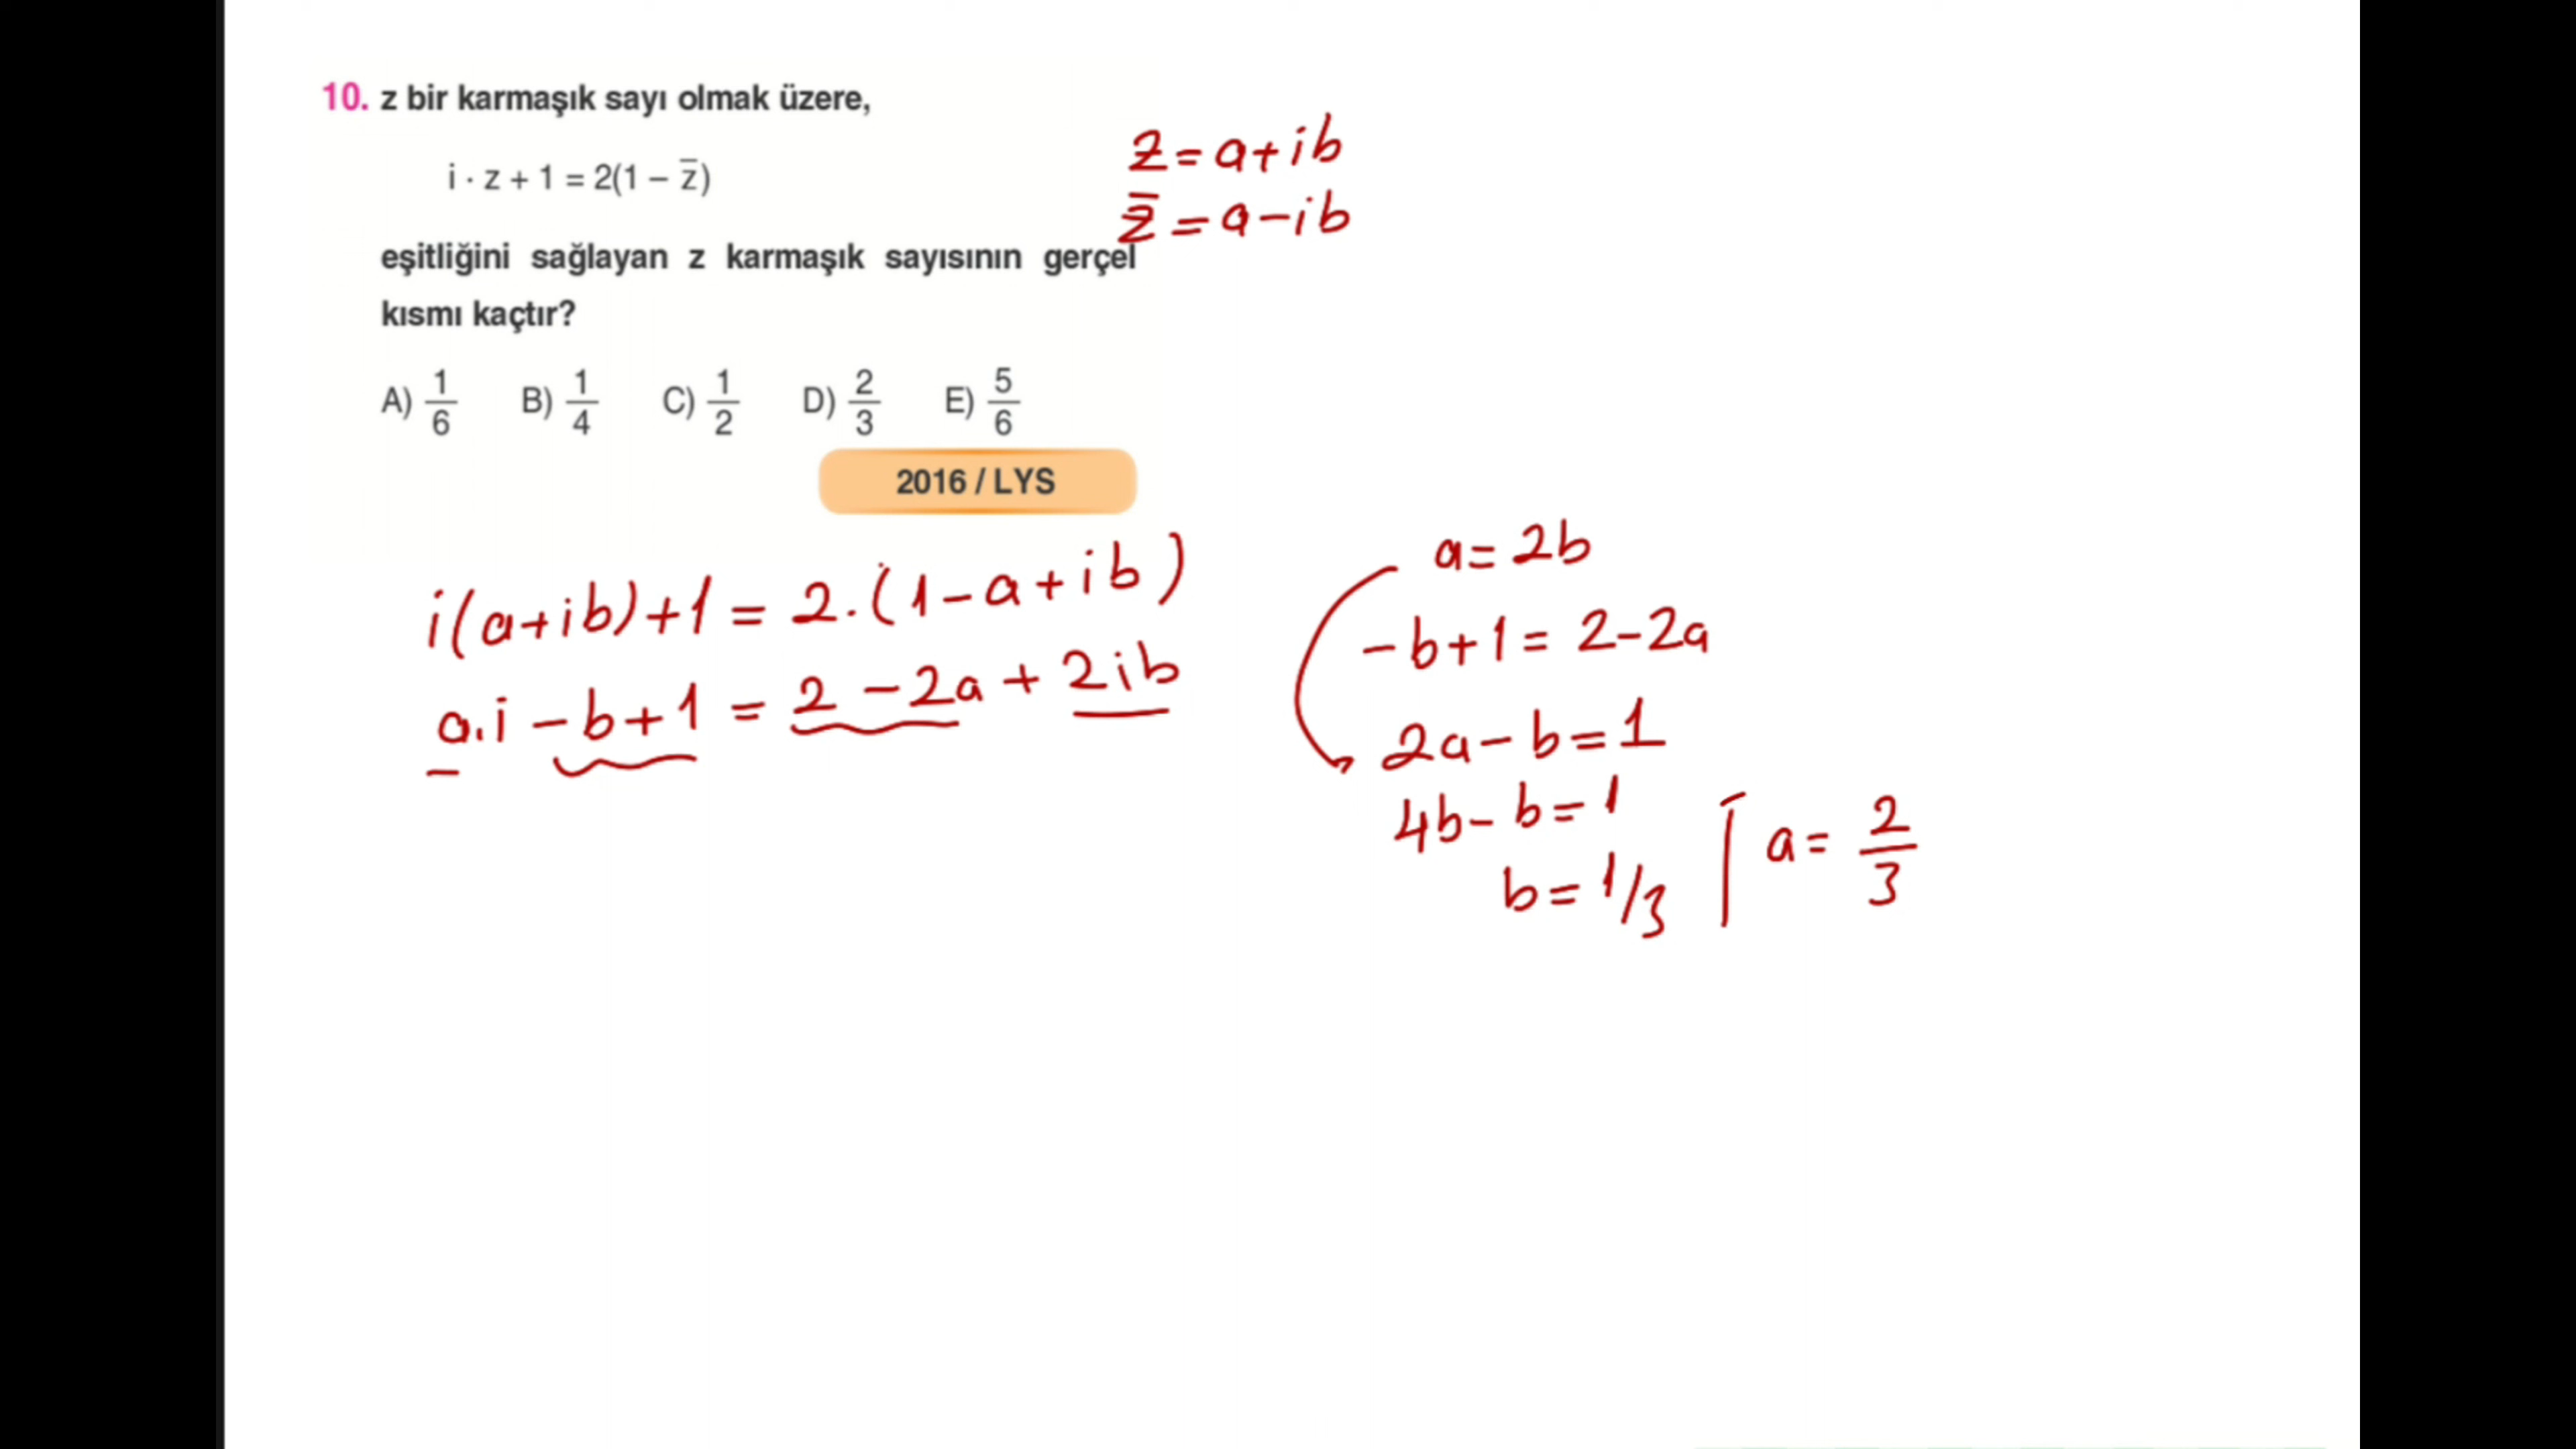 10. z bir karmaşık sayı olmak üzere,
i · z + 1 = 2(1 – z̅)
eşitliğini sağlayan z karmaşık sayısının gerçel
kısmı kaçtır?
A) 1/6 B) 1/4 C) 1/2 D) 2/3 E) 5/6
2016 / LYS
z = a + ib
z̅ = a – ib
i(a+ib)+1 = 2.(1–a+ib)
a.i – b + 1 = 2 – 2a + 2ib
a = 2b
– b + 1 = 2 – 2a
2a – b = 1
4b – b = 1
b = 1/3
a = 2/3